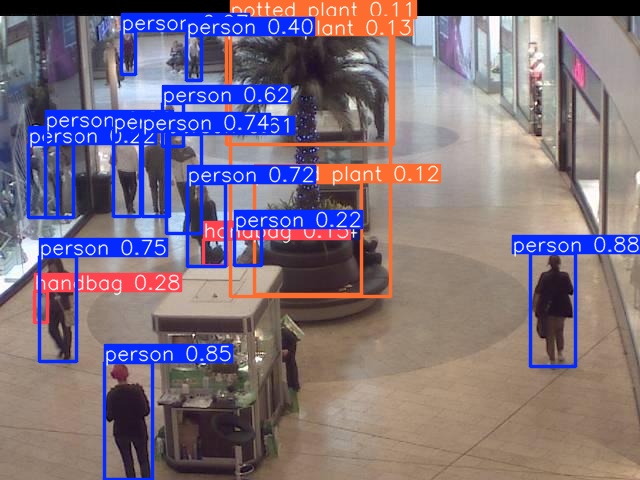 potted plant 0.11
person 0.40
plant 0.13
person 0.62
person
person 0.74
person 0.22
person 0.72
plant 0.12
person 0.22
handbag
person 0.75
person 0.88
handbag 0.28
person 0.85